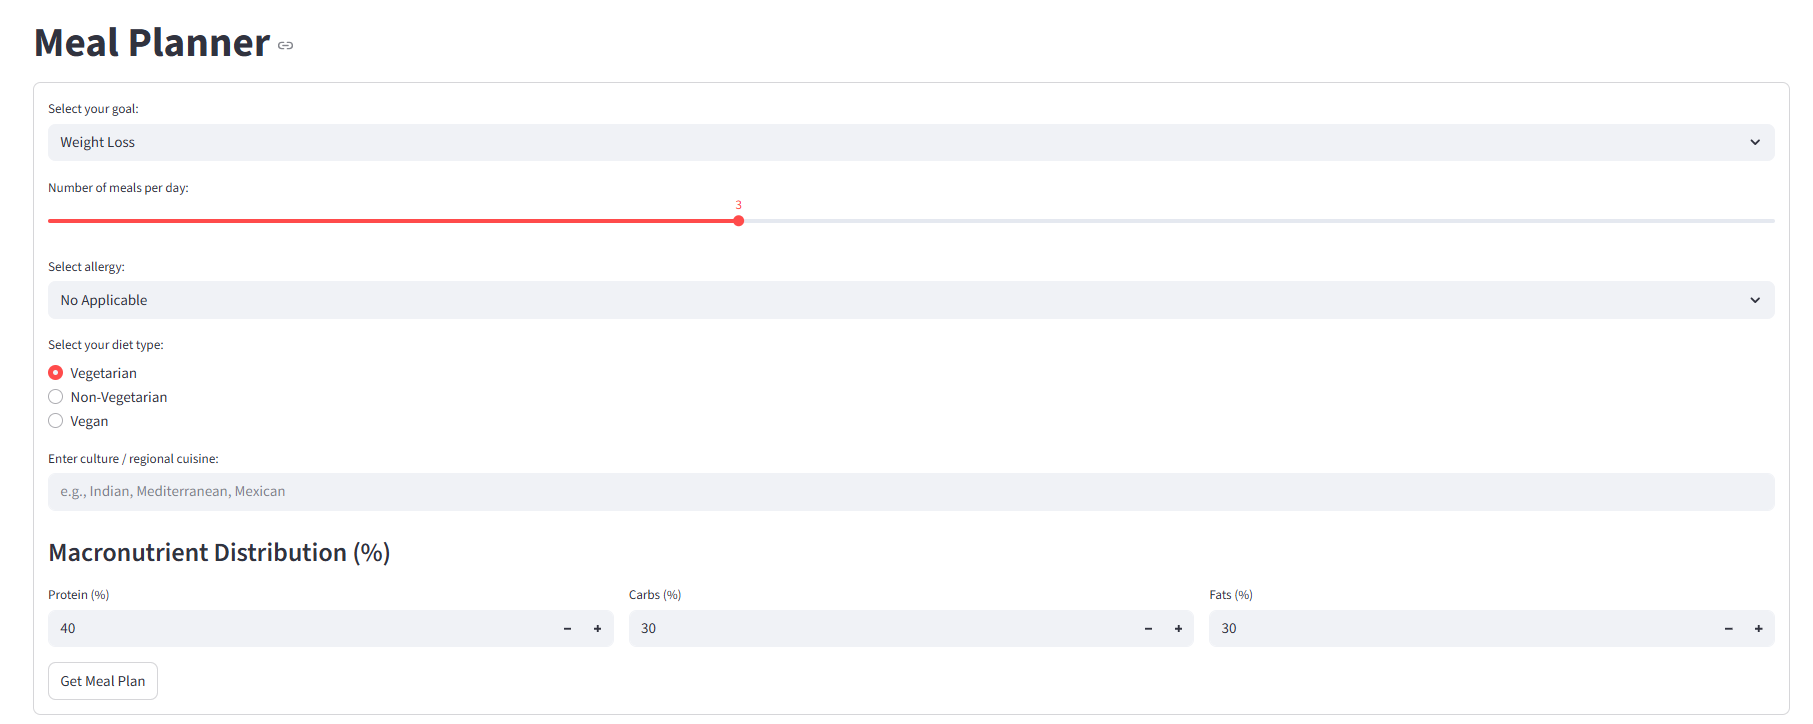 Meal Planner
Select your goal:
Weight Loss
Number of meals per day:
3
Select allergy:
No Applicable
Select your diet type:
Vegetarian
Non-Vegetarian
Vegan
Enter culture / regional cuisine:
e.g., Indian, Mediterranean, Mexican
Macronutrient Distribution (%)
Protein (%) Carbs (%) Fats (%)
40 − + 30 − + 30 − +
Get Meal Plan